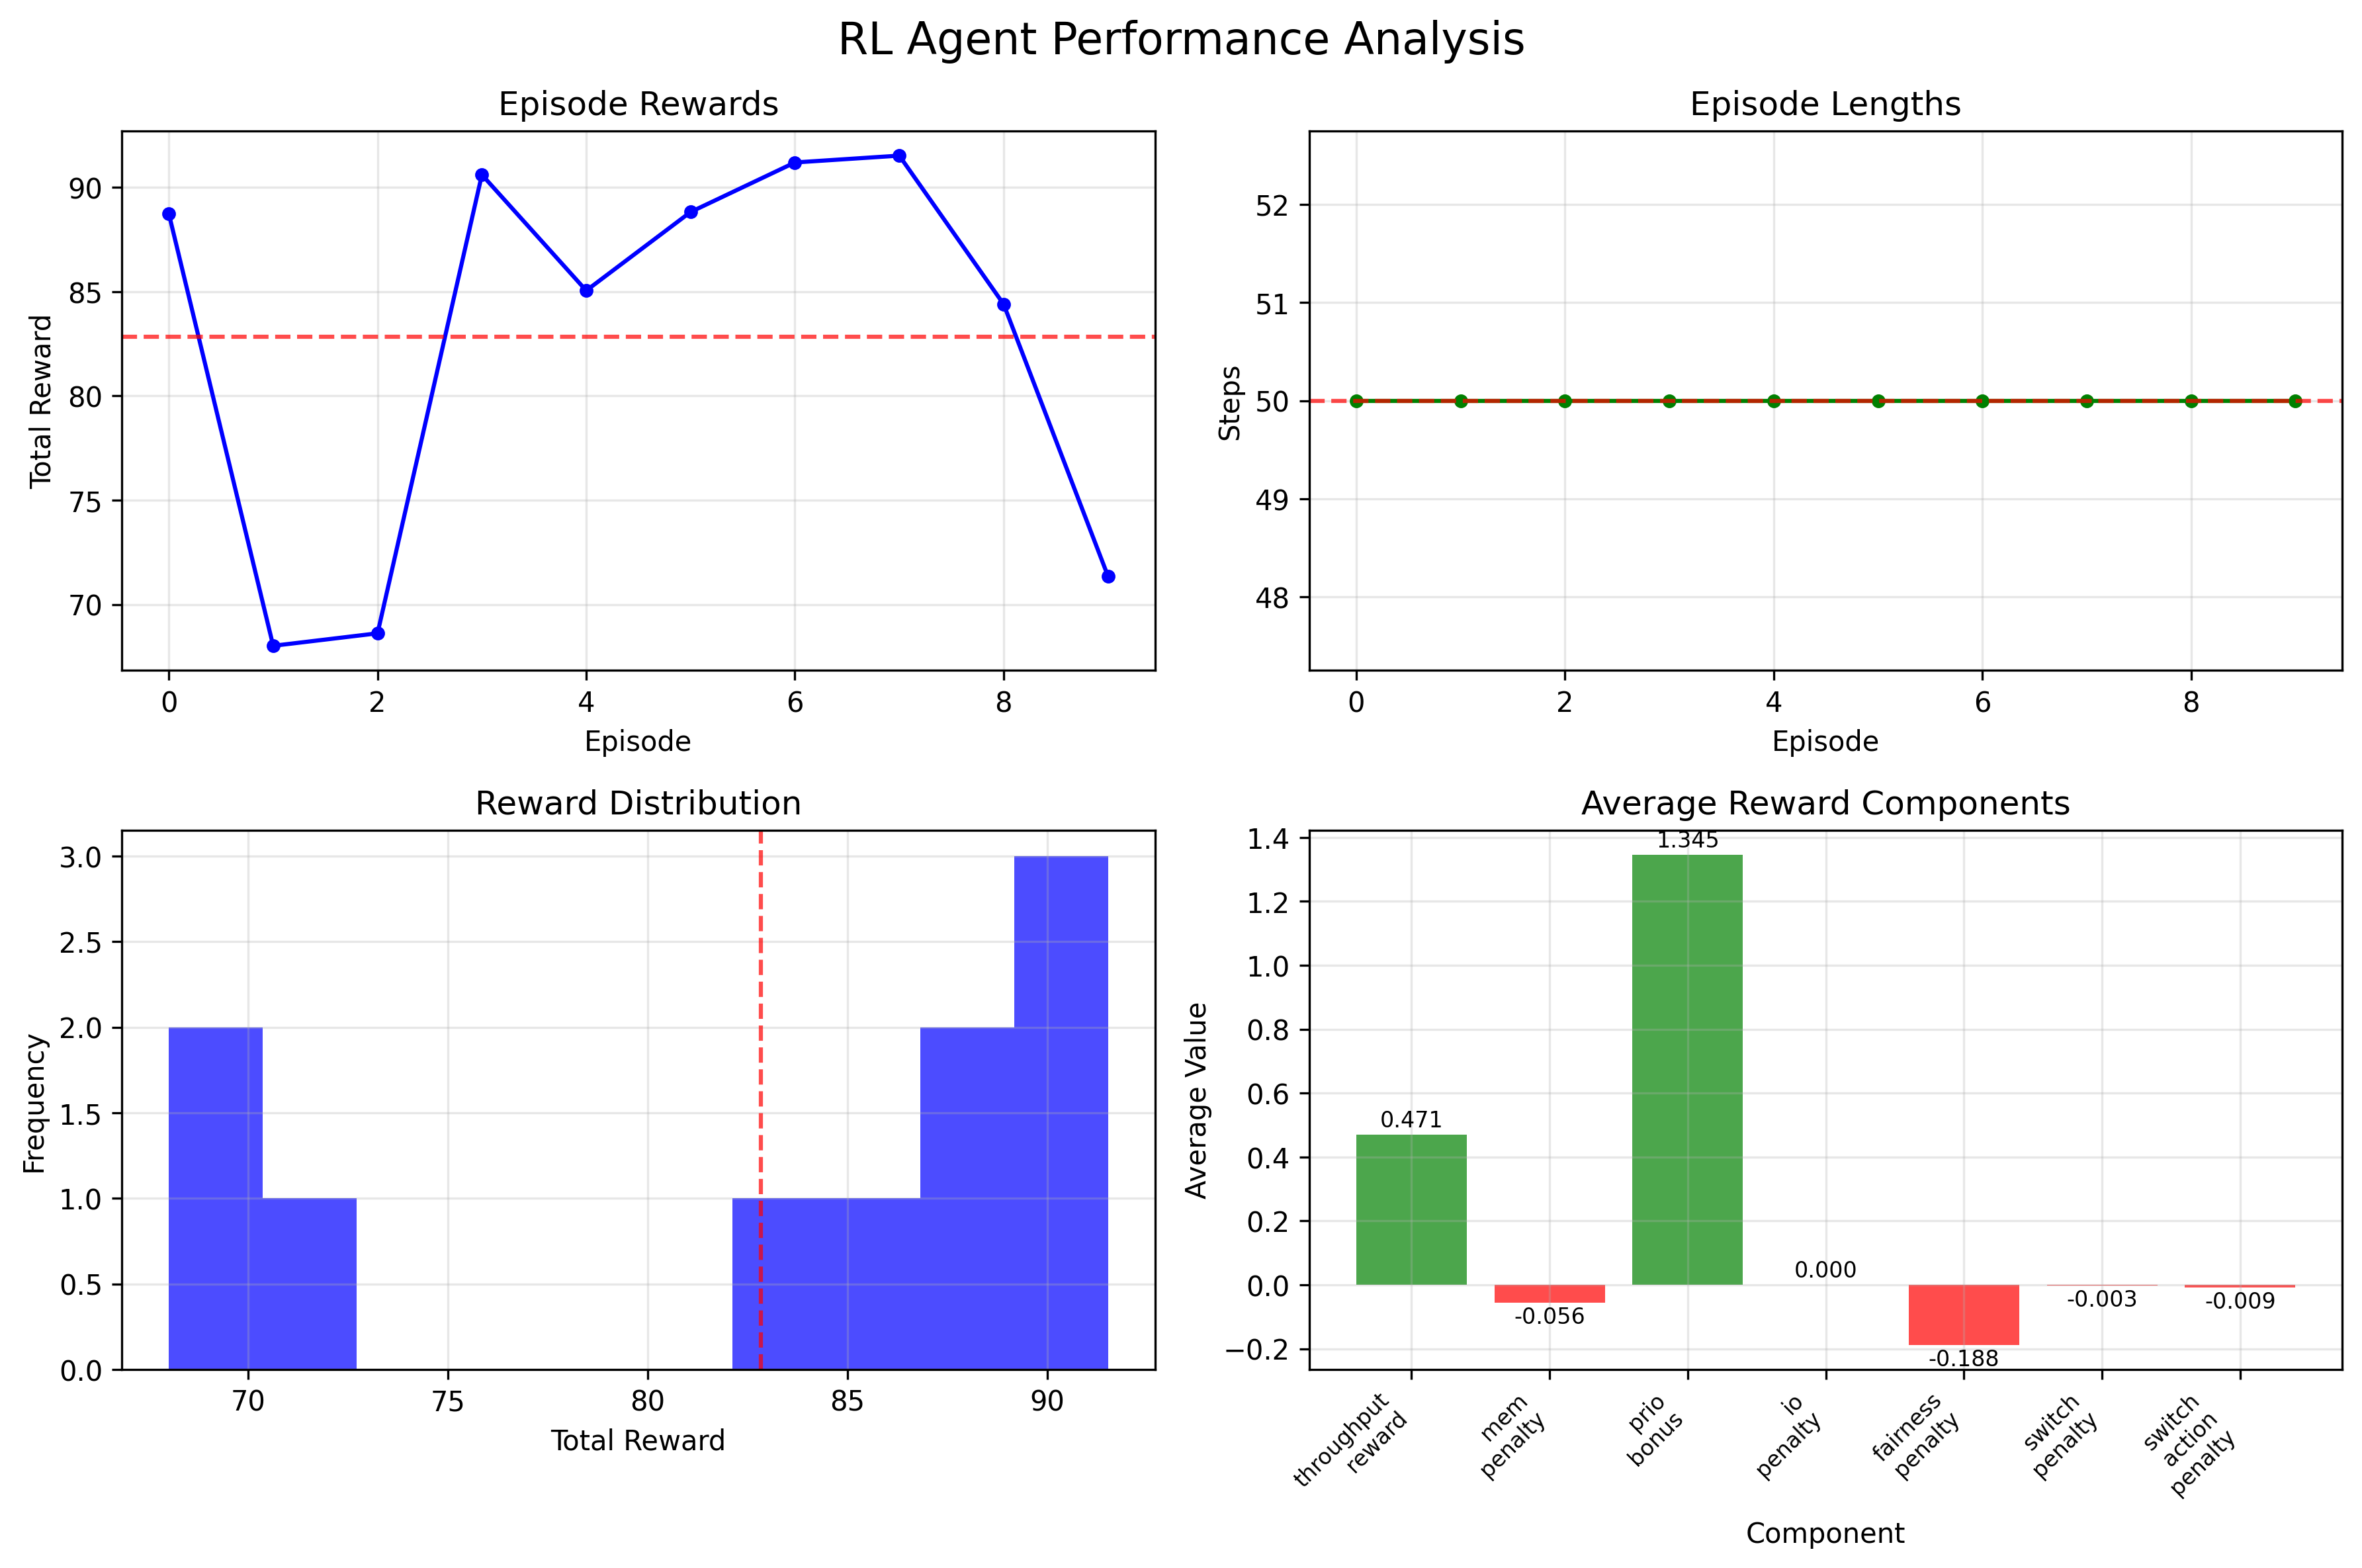 RL Agent Performance Analysis
Episode Rewards
Total Reward
90
85
80
75
70
0 2 4 6 8
Episode
Episode Lengths
Steps
52
51
50
49
48
0 2 4 6 8
Episode
Reward Distribution
Frequency
3.0
2.5
2.0
1.5
1.0
0.5
0.0
70 75 80 85 90
Total Reward
Average Reward Components
Average Value
1.4
1.2
1.0
0.8
0.6
0.4
0.2
0.0
−0.2
0.471
-0.056
1.345
0.000
-0.188
-0.003
-0.009
throughput
reward
mem
penalty
prio
bonus
io
penalty
fairness
penalty
switch
penalty
switch
action
penalty
Component